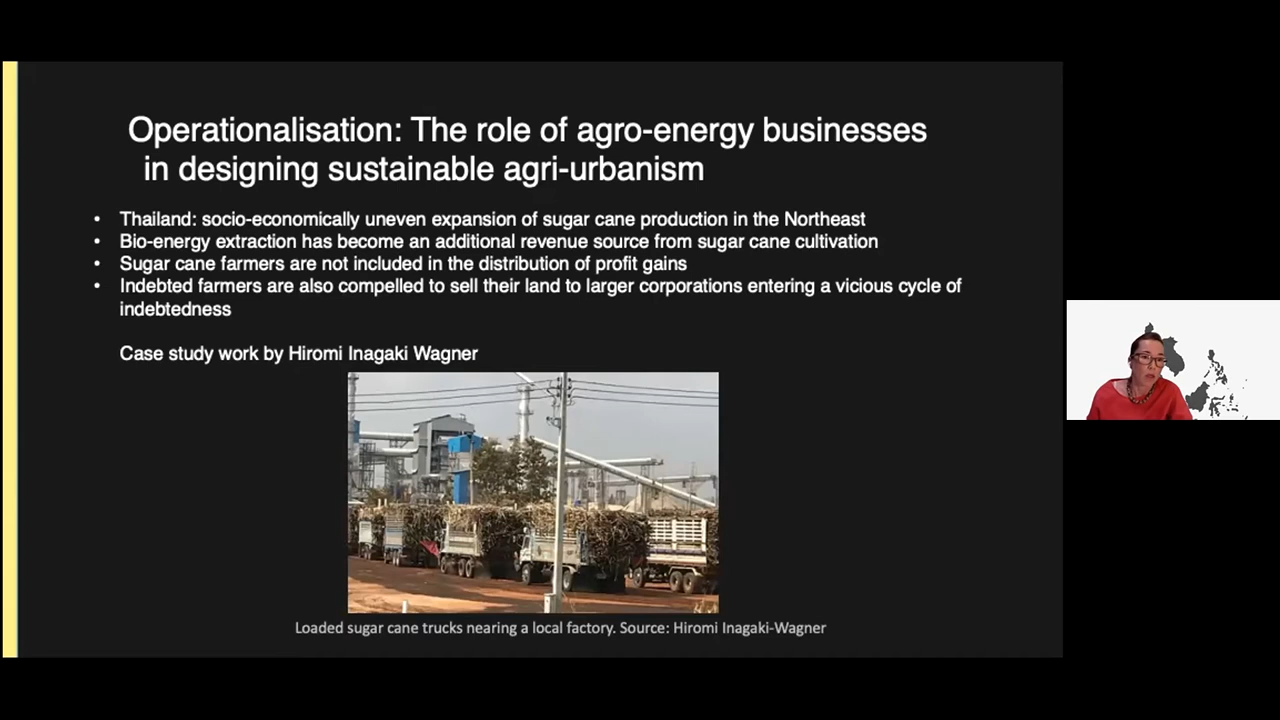 Operationalisation: The role of agro-energy businesses
in designing sustainable agri-urbanism
• Thailand: socio-economically uneven expansion of sugar cane production in the Northeast
• Bio-energy extraction has become an additional revenue source from sugar cane cultivation
• Sugar cane farmers are not included in the distribution of profit gains
• Indebted farmers are also compelled to sell their land to larger corporations entering a vicious cycle of
indebtedness
Case study work by Hiromi Inagaki Wagner
Loaded sugar cane trucks nearing a local factory. Source: Hiromi Inagaki-Wagner